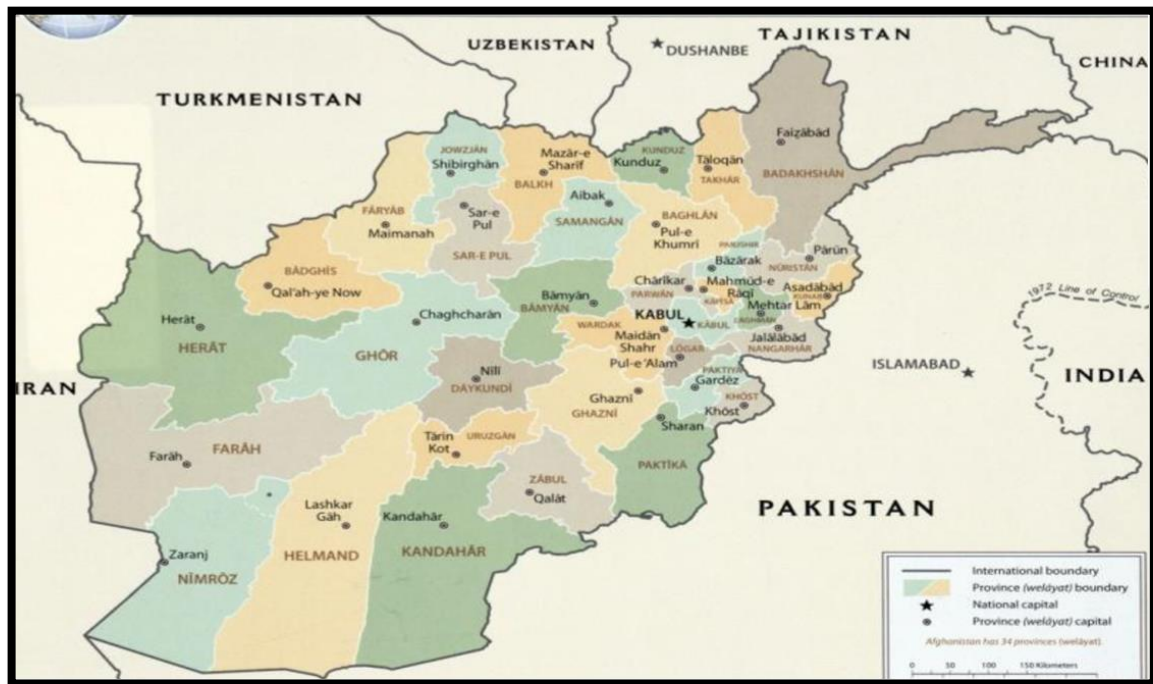 UZBEKISTAN
DUSHANBE
TAJIKISTAN
CHINA
TURKMENISTAN
JOWZJĀN
Shibirghān
Mazār-e
Sharīf
BALKH
KUNDUZ
Kunduz
Tāloqān
TAKHĀR
Faiẕābād
BADAKHSHĀN
FĀRYĀB
Maimanah
Sar-e
Pul
SAR-E PUL
Aībak
SAMANGĀN
BAGHLĀN
Pul-e
Khumrī
PANJSHIR
Bāzārak
Pārūn
NŪRISTĀN
BĀDGHĪS
Qal'ah-ye Now
Chārīkar
PARWĀN
Mahmūd-e
Rāqī
KĀPĪSĀ
Asadābād
KUNAR
Mehtar Lām
LAGHMĀN
Herāt
HERĀT
Chaghcharān
GHŌR
Bāmyān
BĀMYĀN
KABUL
KĀBUL
WARDAK
Maidān
Shahr
Jalālābād
NANGARHĀR
LŌGAR
Pul-e 'Alam
PAKTIYĀ
Gardēz
KHŌST
Khōst
1972 Line of Control
ISLAMABAD
INDIA
IRAN
Nīlī
DĀYKUNDĪ
Ghaznī
GHAZNĪ
Sharan
PAKTĪKĀ
Farāh
FARĀH
Tārīn
Kot
URUZGĀN
ZĀBUL
Qalāt
Lashkar
Gāh
HELMAND
Kandahār
KANDAHĀR
Zaranj
NĪMRŌZ
PAKISTAN
International boundary
Province (welāyat) boundary
National capital
Province (welāyat) capital
Afghanistan has 34 provinces (welāyat).
0 50 100 150 Kilometers